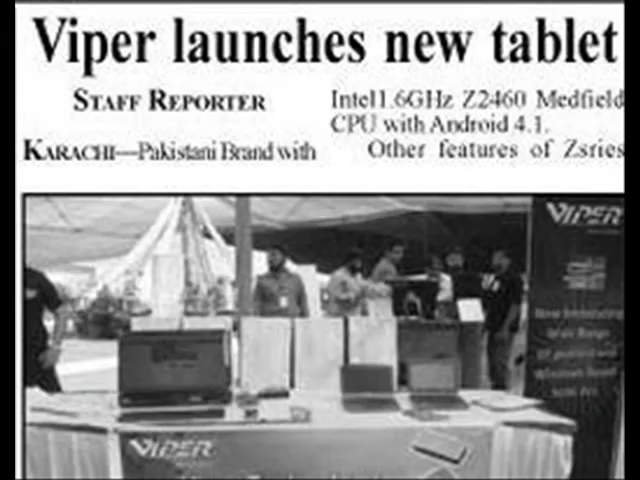 Viper launches new tablet
STAFF REPORTER
KARACHI—Pakistani Brand with
Intel1.6GHz Z2460 Medfield
CPU with Android 4.1.
Other features of Zsries
VIPER
VIPER